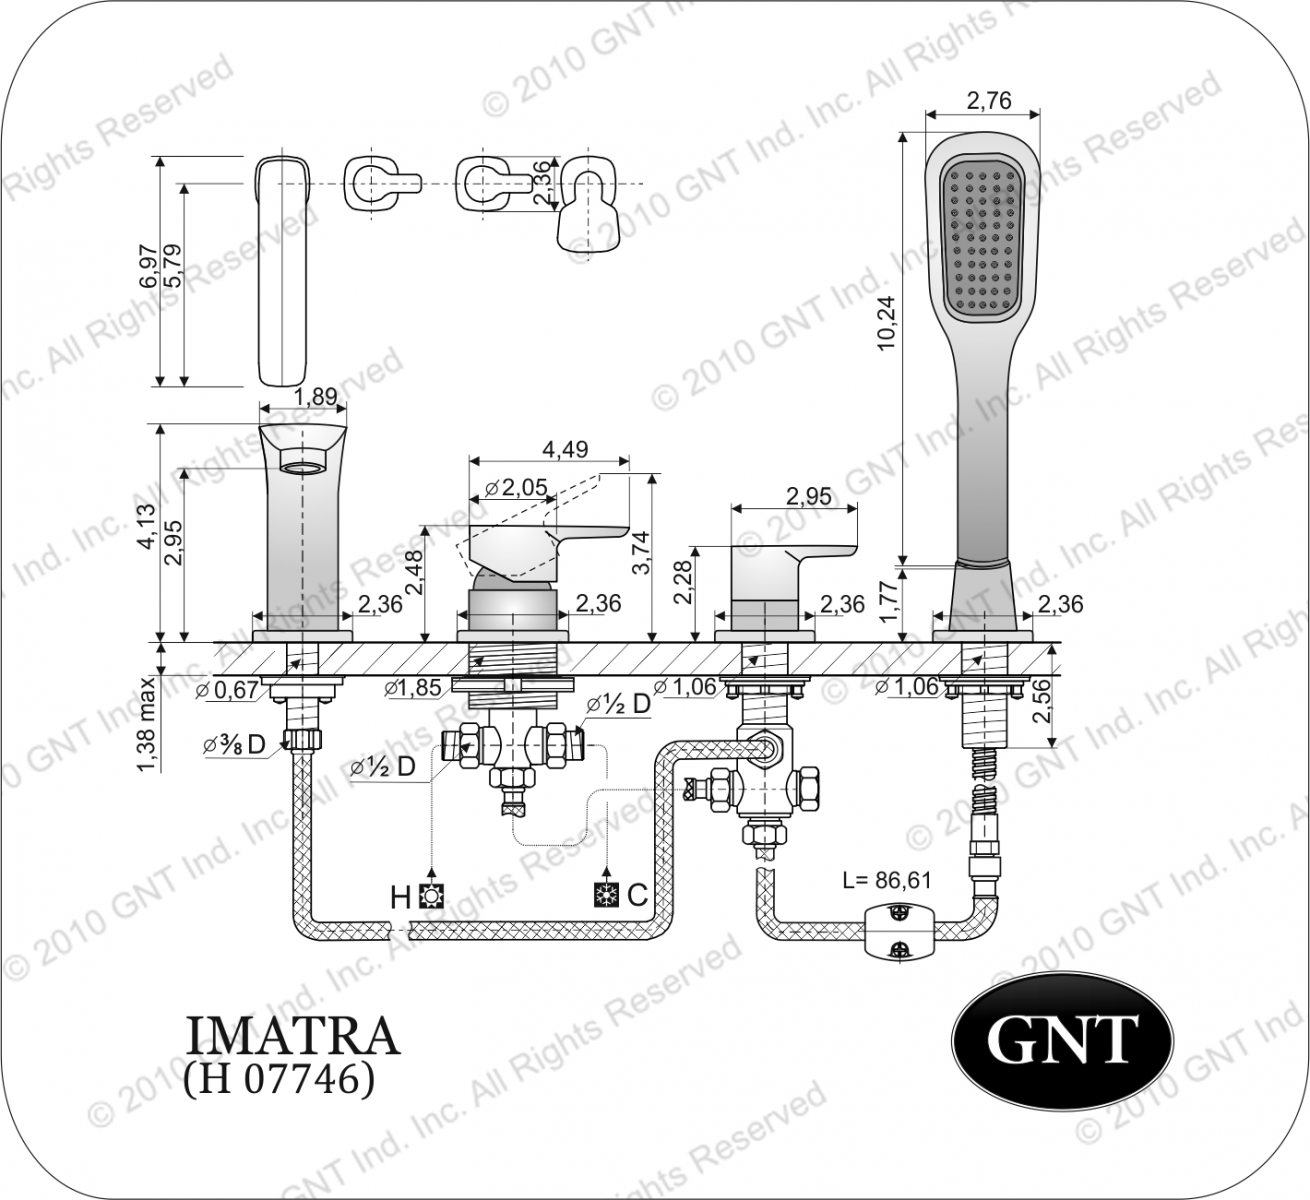 2,76
2,36
6,97
5,79
10,24
1,89
4,49
⌀2,05
2,95
4,13
2,95
2,48
3,74
2,28
1,77
2,36
2,36
2,36
2,36
⌀ 0,67
⌀1,85
⌀ 1,06
⌀ 1,06
1,38 max
2,56
⌀½ D
⌀⅜ D
⌀½ D
L= 86,61
H
C
IMATRA
(H 07746)
GNT
© 2010 GNT Ind. Inc. All Rights Reserved